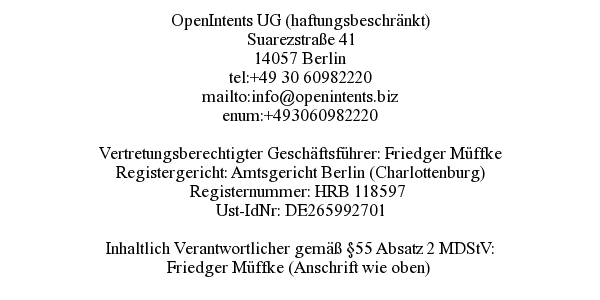 OpenIntents UG (haftungsbeschränkt)
Suarezstraße 41
14057 Berlin
tel:+49 30 60982220
mailto:info@openintents.biz
enum:+493060982220
Vertretungsberechtigter Geschäftsführer: Friedger Müffke
Registergericht: Amtsgericht Berlin (Charlottenburg)
Registernummer: HRB 118597
Ust-IdNr: DE265992701
Inhaltlich Verantwortlicher gemäß §55 Absatz 2 MDStV:
Friedger Müffke (Anschrift wie oben)